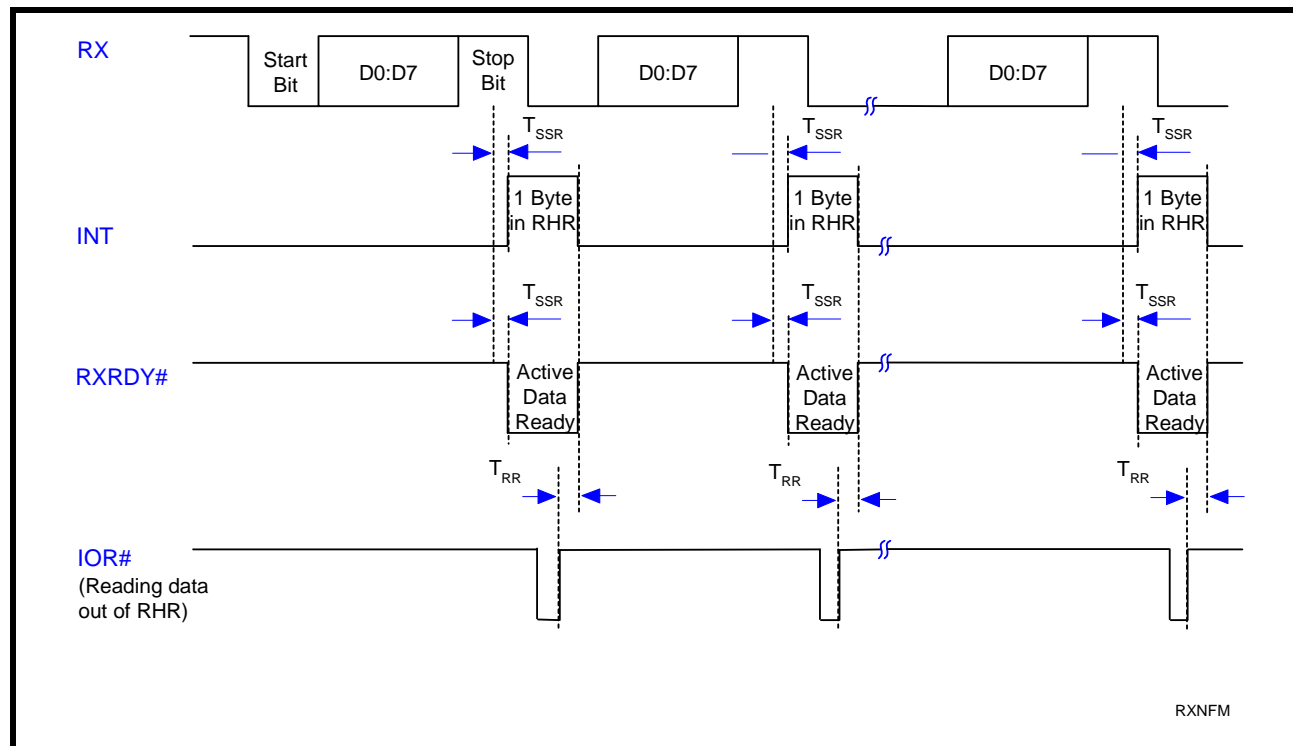 RX
Start
Bit
D0:D7
Stop
Bit
D0:D7
D0:D7
TSSR
TSSR
TSSR
INT
1 Byte
in RHR
1 Byte
in RHR
1 Byte
in RHR
TSSR
TSSR
TSSR
RXRDY#
Active
Data
Ready
Active
Data
Ready
Active
Data
Ready
TRR
TRR
TRR
IOR#
(Reading data
out of RHR)
RXNFM